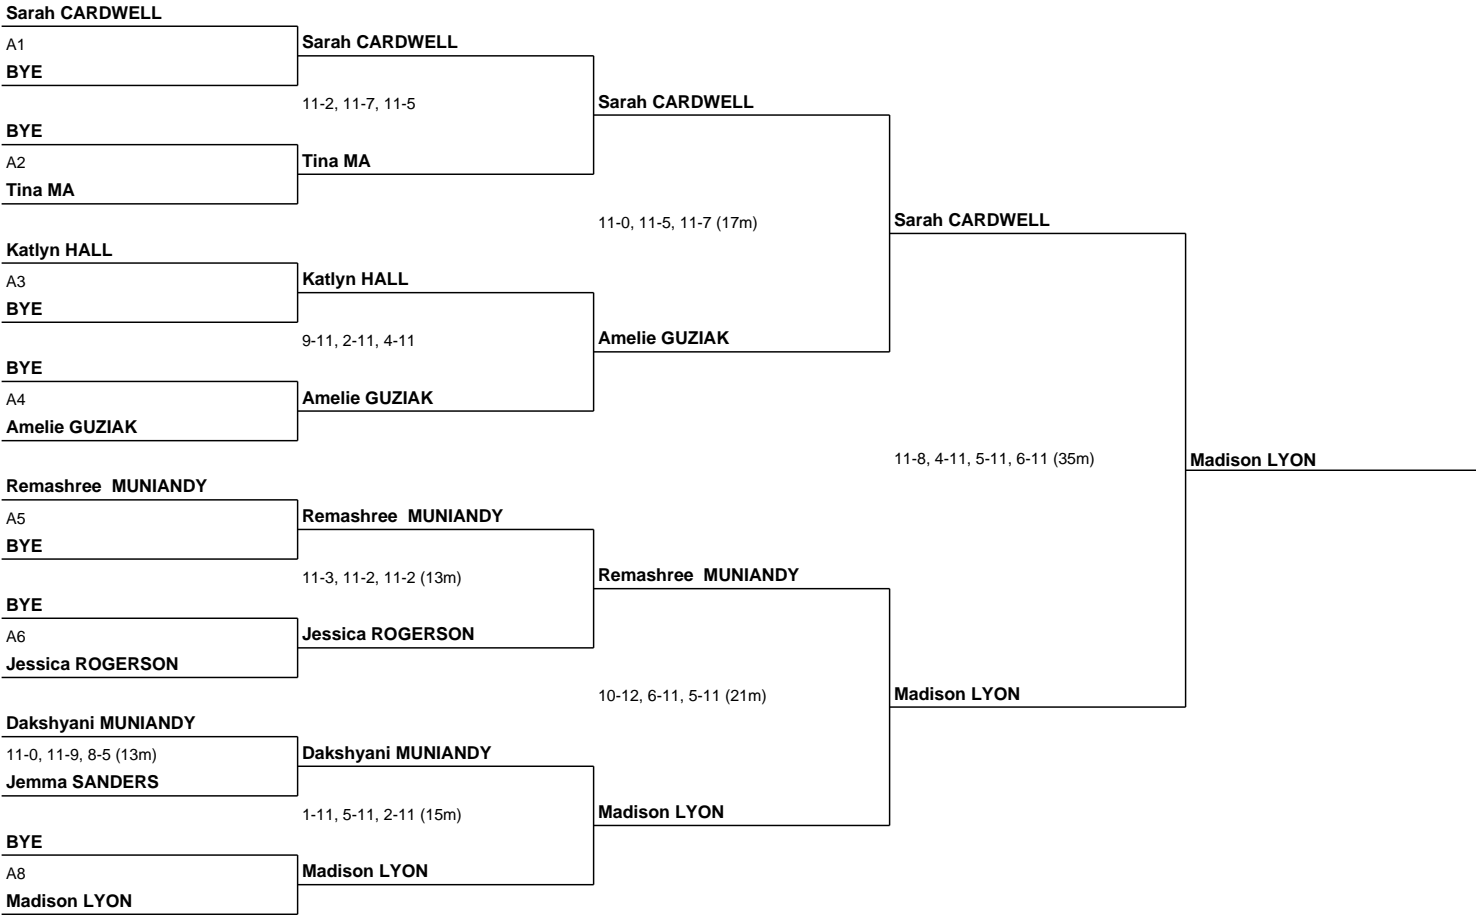 Sarah CARDWELL
A1
BYE
Sarah CARDWELL
11-2, 11-7, 11-5
BYE
A2
Tina MA
Tina MA
Sarah CARDWELL
11-0, 11-5, 11-7 (17m)
Katlyn HALL
A3
BYE
Katlyn HALL
9-11, 2-11, 4-11
BYE
A4
Amelie GUZIAK
Amelie GUZIAK
Amelie GUZIAK
Sarah CARDWELL
11-8, 4-11, 5-11, 6-11 (35m)
Madison LYON
Remashree  MUNIANDY
A5
BYE
Remashree  MUNIANDY
11-3, 11-2, 11-2 (13m)
BYE
A6
Jessica ROGERSON
Jessica ROGERSON
Remashree  MUNIANDY
10-12, 6-11, 5-11 (21m)
Madison LYON
Dakshyani MUNIANDY
11-0, 11-9, 8-5 (13m)
Jemma SANDERS
Dakshyani MUNIANDY
1-11, 5-11, 2-11 (15m)
BYE
A8
Madison LYON
Madison LYON
Madison LYON